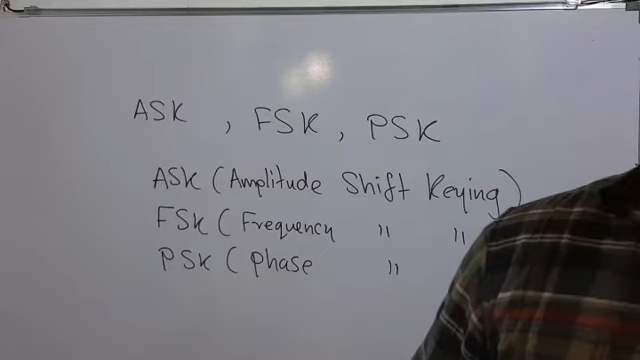 ASK , FSK , PSK
ASK ( Amplitude Shift Keying )
FSK ( Frequency " "
PSK ( phase "